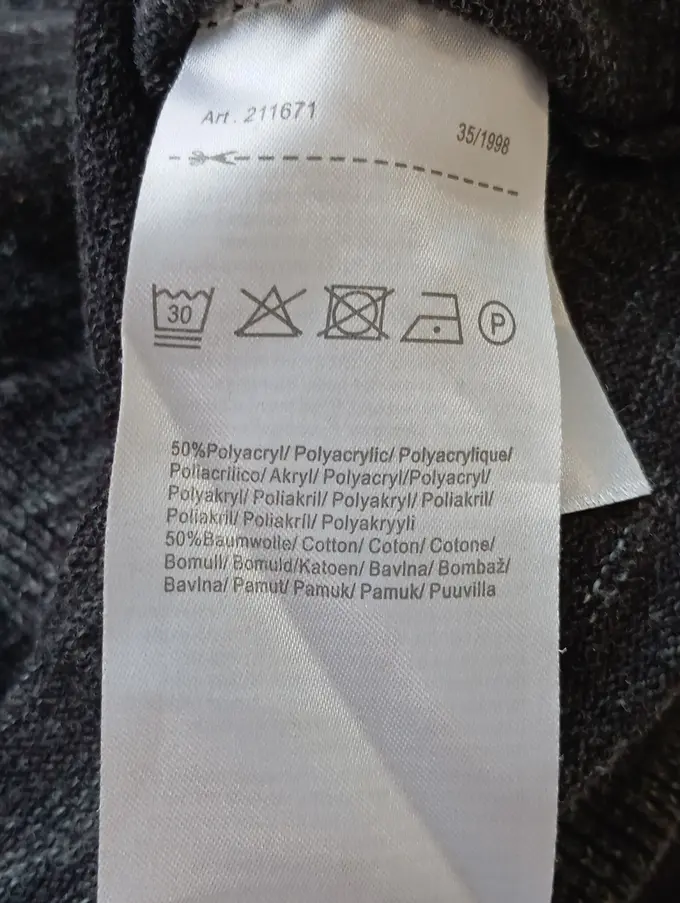 Art. 211671
35/1998
30
P
50%Polyacryl/ Polyacrylic/ Polyacrylique/
Poliacrilico/ Akryl/ Polyacryl/Polyacryl/
Polyakryl/ Poliakril/ Polyakryl/ Poliakril/
Poliakril/ Poliakríl/ Polyakryyli
50%Baumwolle/ Cotton/ Coton/ Cotone/
Bomull/ Bomuld/Katoen/ Bavlna/ Bombaž/
Bavlna/ Pamut/ Pamuk/ Pamuk/ Puuvilla